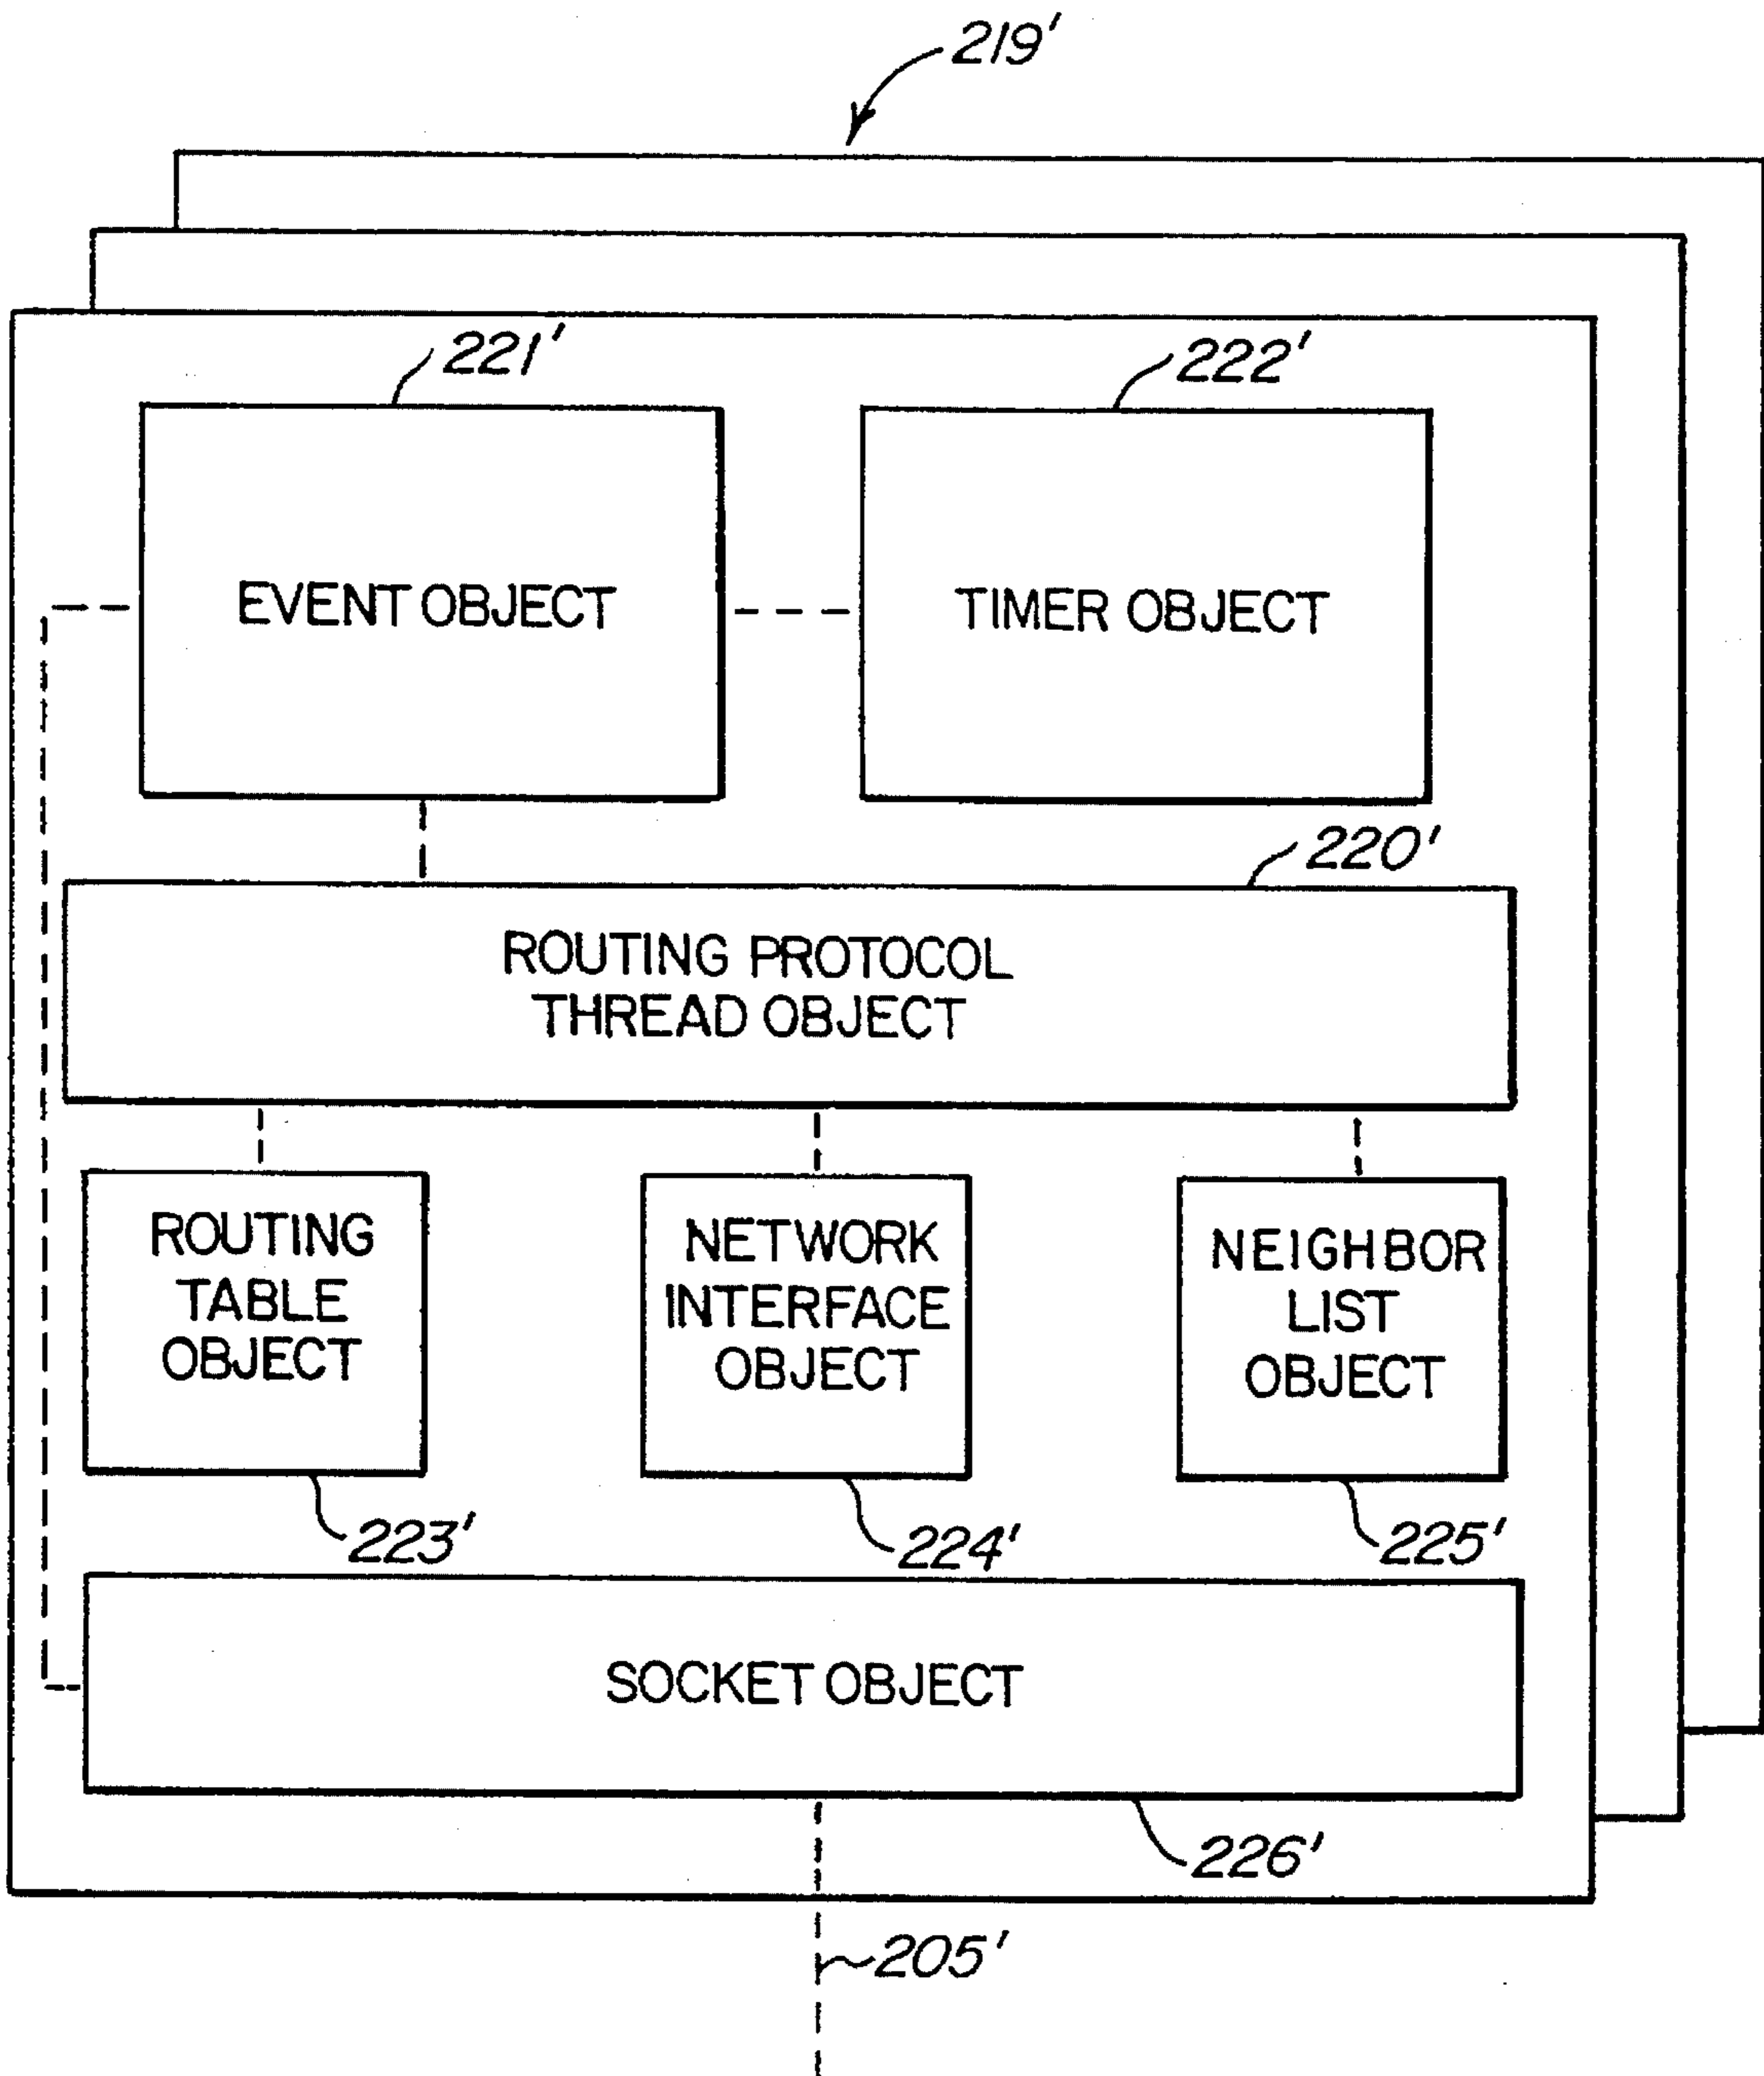 219'
221'
222'
EVENT OBJECT
TIMER OBJECT
220'
ROUTING PROTOCOL
THREAD OBJECT
ROUTING
TABLE
OBJECT
NETWORK
INTERFACE
OBJECT
NEIGHBOR
LIST
OBJECT
223'
224'
225'
SOCKET OBJECT
226'
205'